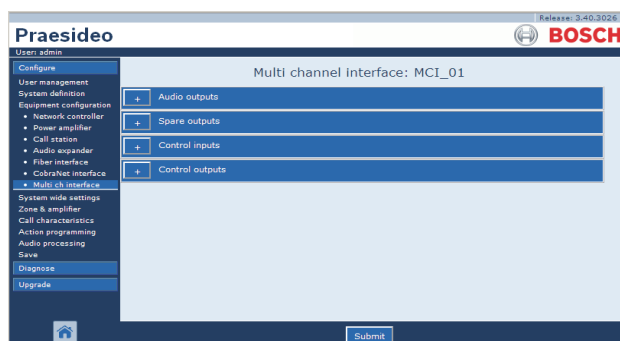 Release: 3.40.3026
Praesideo
BOSCH
User: admin
Configure
User management
System definition
Equipment configuration
• Network controller
• Power amplifier
• Call station
• Audio expander
• Fiber interface
• CobraNet interface
• Multi ch interface
System wide settings
Zone & amplifier
Call characteristics
Action programming
Audio processing
Save
Diagnose
Upgrade
Multi channel interface: MCI_01
+ Audio outputs
+ Spare outputs
+ Control inputs
+ Control outputs
Submit